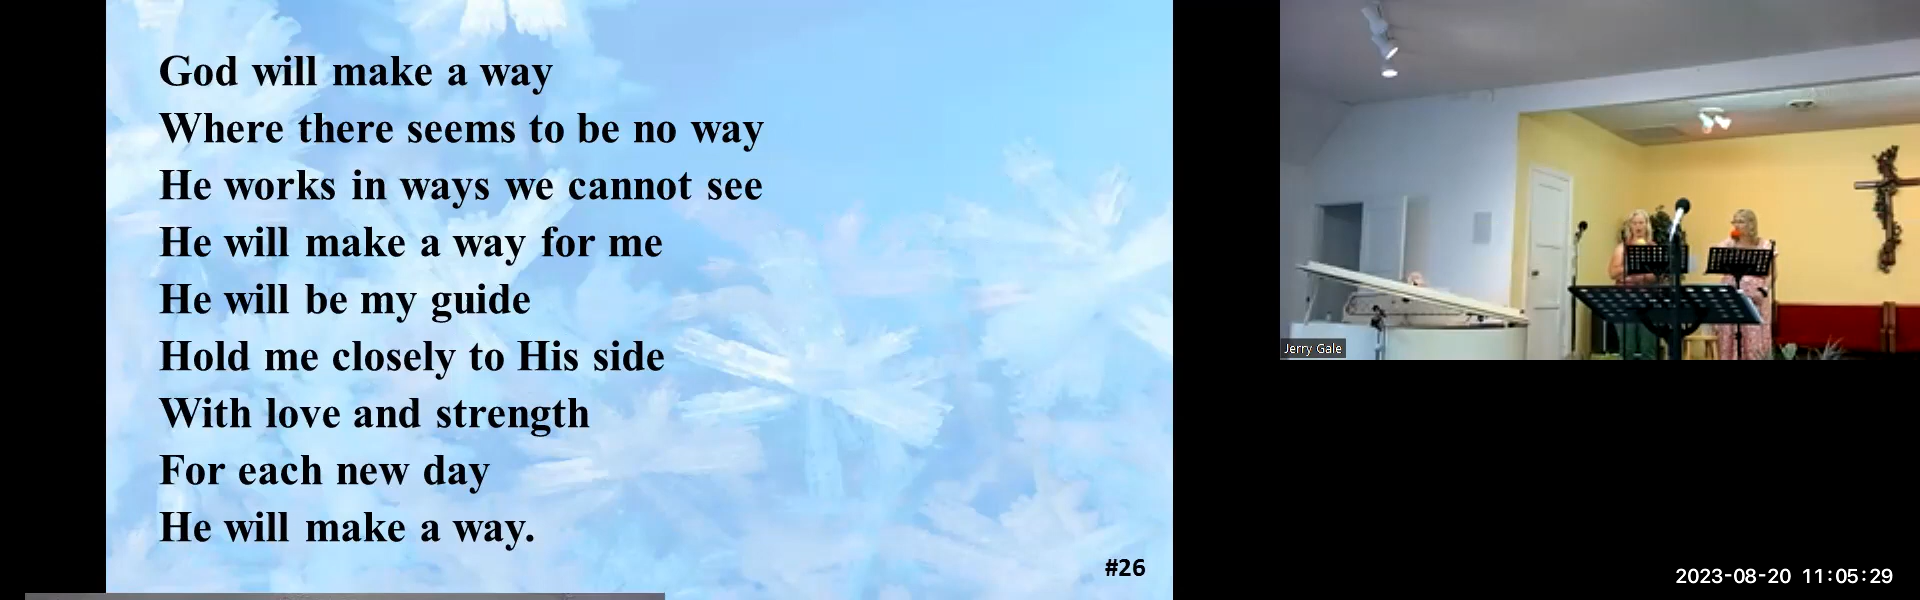 God will make a way
Where there seems to be no way
He works in ways we cannot see
He will make a way for me
He will be my guide
Hold me closely to His side
With love and strength
For each new day
He will make a way.
#26
Jerry Gale
2023-08-20 11:05:29